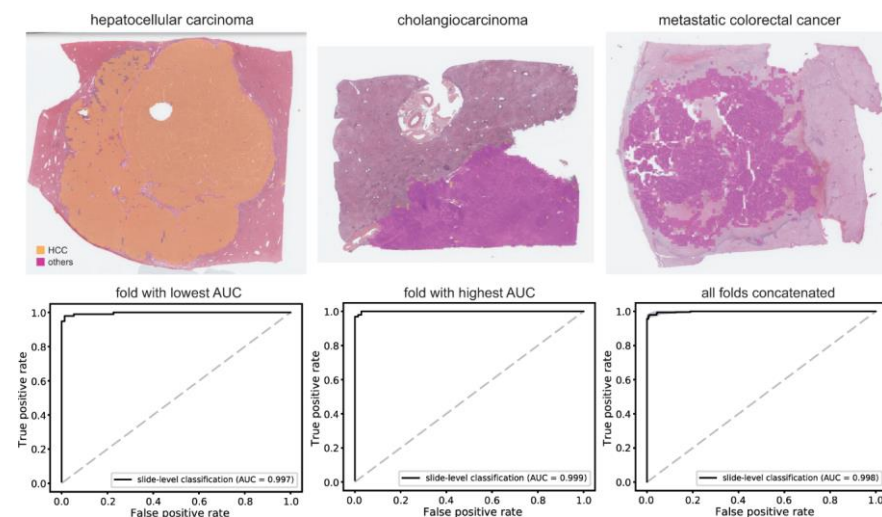 hepatocellular carcinoma
cholangiocarcinoma
metastatic colorectal cancer
HCC
others
fold with lowest AUC
fold with highest AUC
all folds concatenated
True positive rate
1.0
0.8
0.6
0.4
0.2
0.0
slide-level classification (AUC = 0.997)
0.0 0.2 0.4 0.6 0.8 1.0
False positive rate
True positive rate
1.0
0.8
0.6
0.4
0.2
0.0
slide-level classification (AUC = 0.999)
0.0 0.2 0.4 0.6 0.8 1.0
False positive rate
True positive rate
1.0
0.8
0.6
0.4
0.2
0.0
slide-level classification (AUC = 0.998)
0.0 0.2 0.4 0.6 0.8 1.0
False positive rate